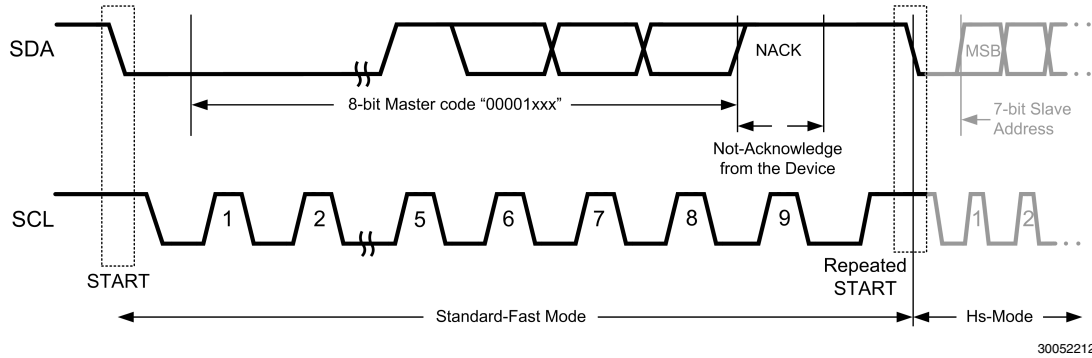 SDA
NACK
MSB
8-bit Master code “00001xxx”
7-bit Slave
Address
Not-Acknowledge
from the Device
SCL
1
2
5
6
7
8
9
1
2
START
Repeated
START
Standard-Fast Mode
Hs-Mode
30052212